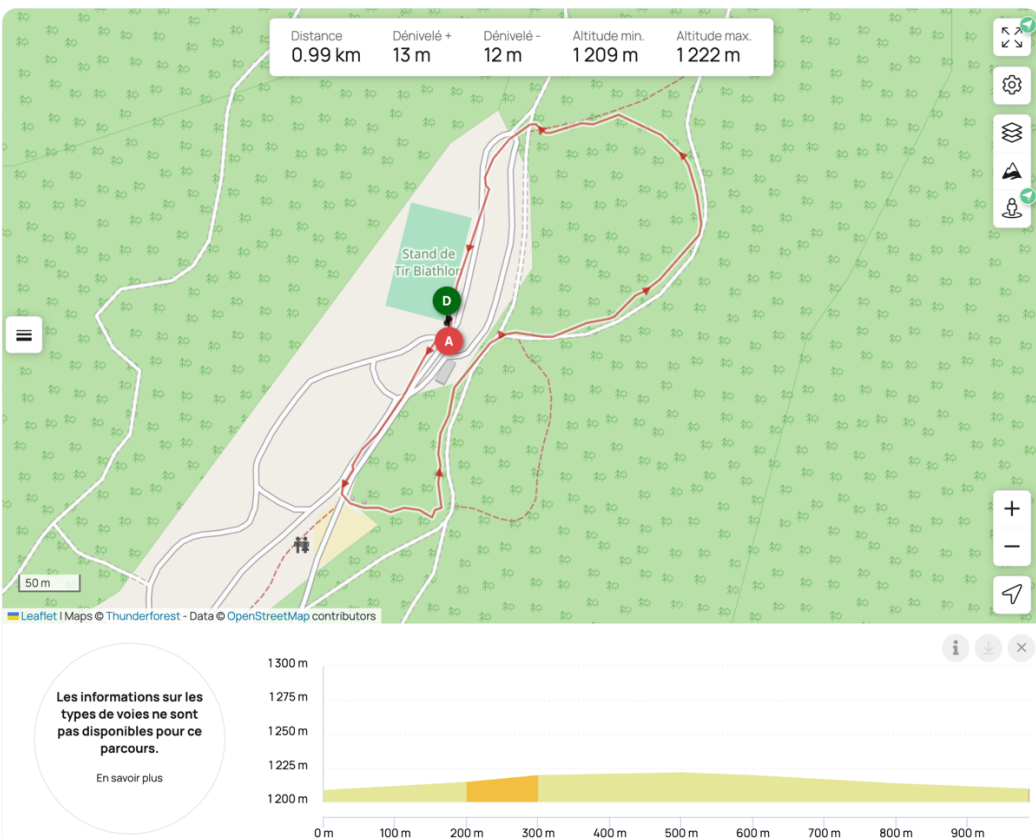 Distance
0.99 km
Dénivelé +
13 m
Dénivelé -
12 m
Altitude min.
1 209 m
Altitude max.
1 222 m
Stand de
Tir Biathlon
D
A
50 m
+
−
Leaflet | Maps © Thunderforest - Data © OpenStreetMap contributors
Les informations sur les
types de voies ne sont
pas disponibles pour ce
parcours.
En savoir plus
1 300 m
1 275 m
1 250 m
1 225 m
1 200 m
0 m 100 m 200 m 300 m 400 m 500 m 600 m 700 m 800 m 900 m